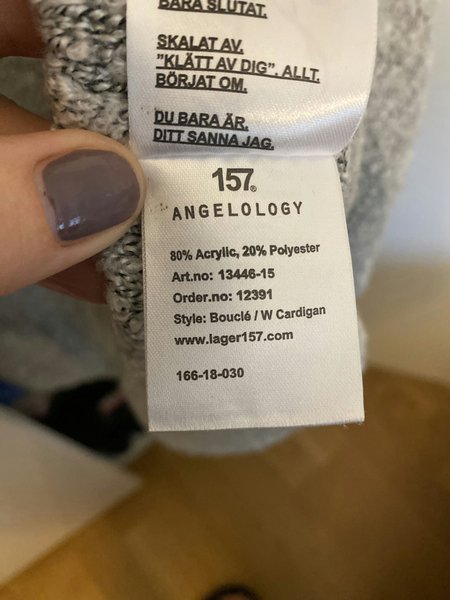 BARA SLUTAT.
SKALAT AV.
"KLÄTT AV DIG". ALLT.
BÖRJAT OM.
DU BARA ÄR.
DITT SANNA JAG.
157®
ANGELOLOGY
80% Acrylic, 20% Polyester
Art.no: 13446-15
Order.no: 12391
Style: Bouclé / W Cardigan
www.lager157.com
166-18-030